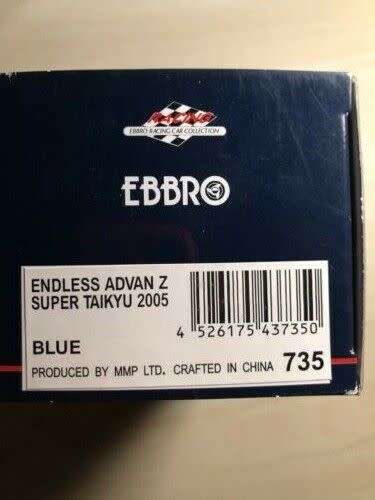 RACING
EBBRO RACING CAR COLLECTION
EBBRO
ENDLESS ADVAN Z
SUPER TAIKYU 2005
BLUE
4 526175 437350
PRODUCED BY MMP LTD. CRAFTED IN CHINA 735